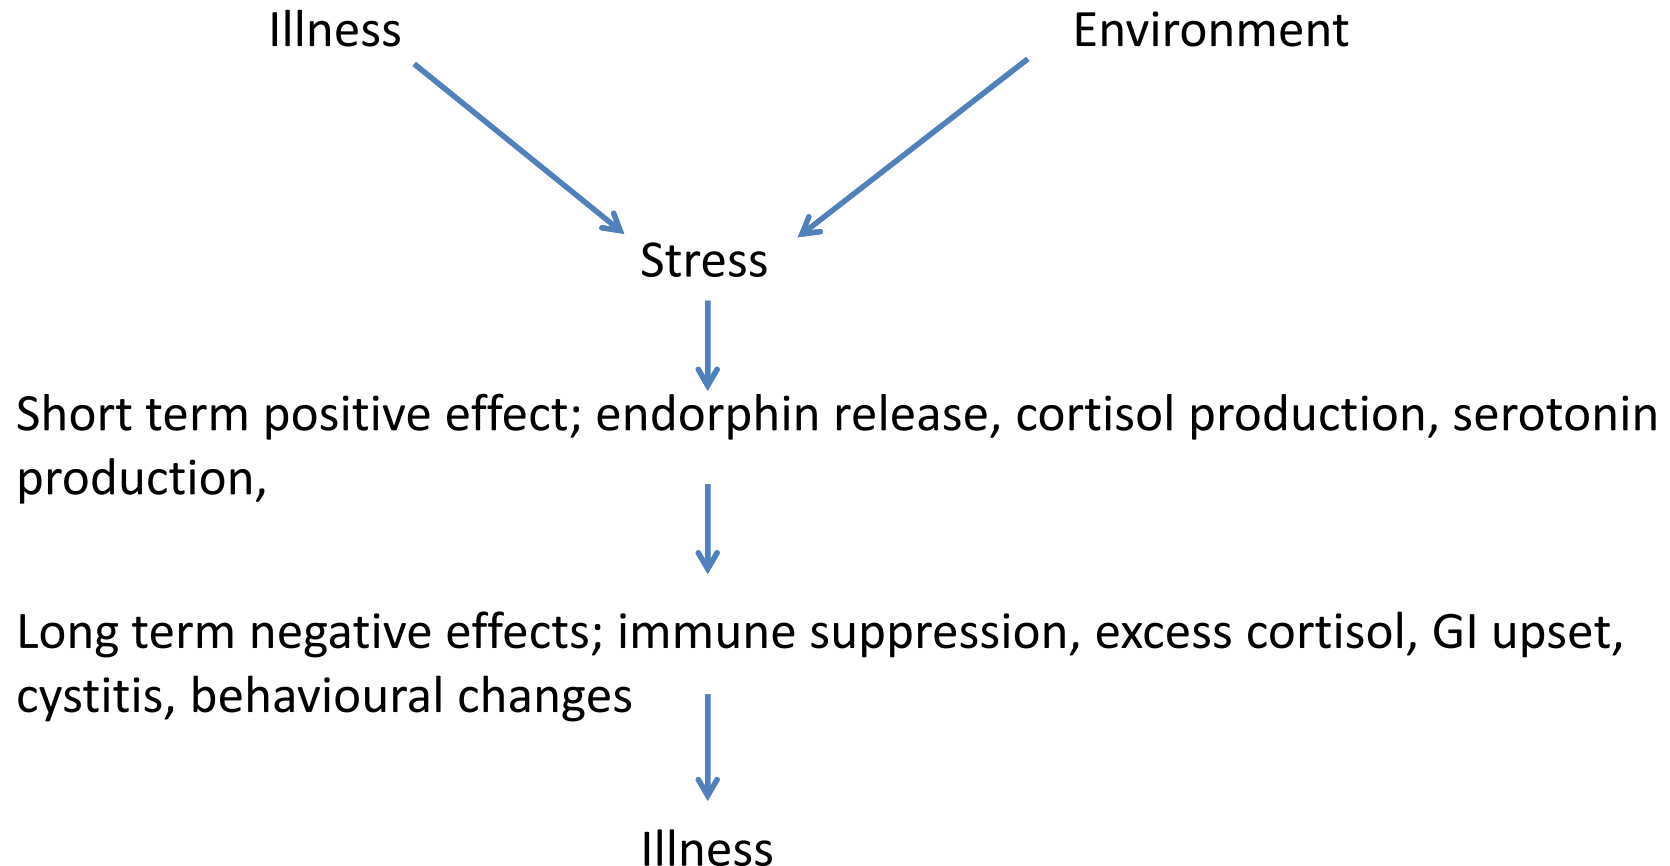 Illness
Environment
Stress
Short term positive effect; endorphin release, cortisol production, serotonin
production,
Long term negative effects; immune suppression, excess cortisol, GI upset,
cystitis, behavioural changes
Illness